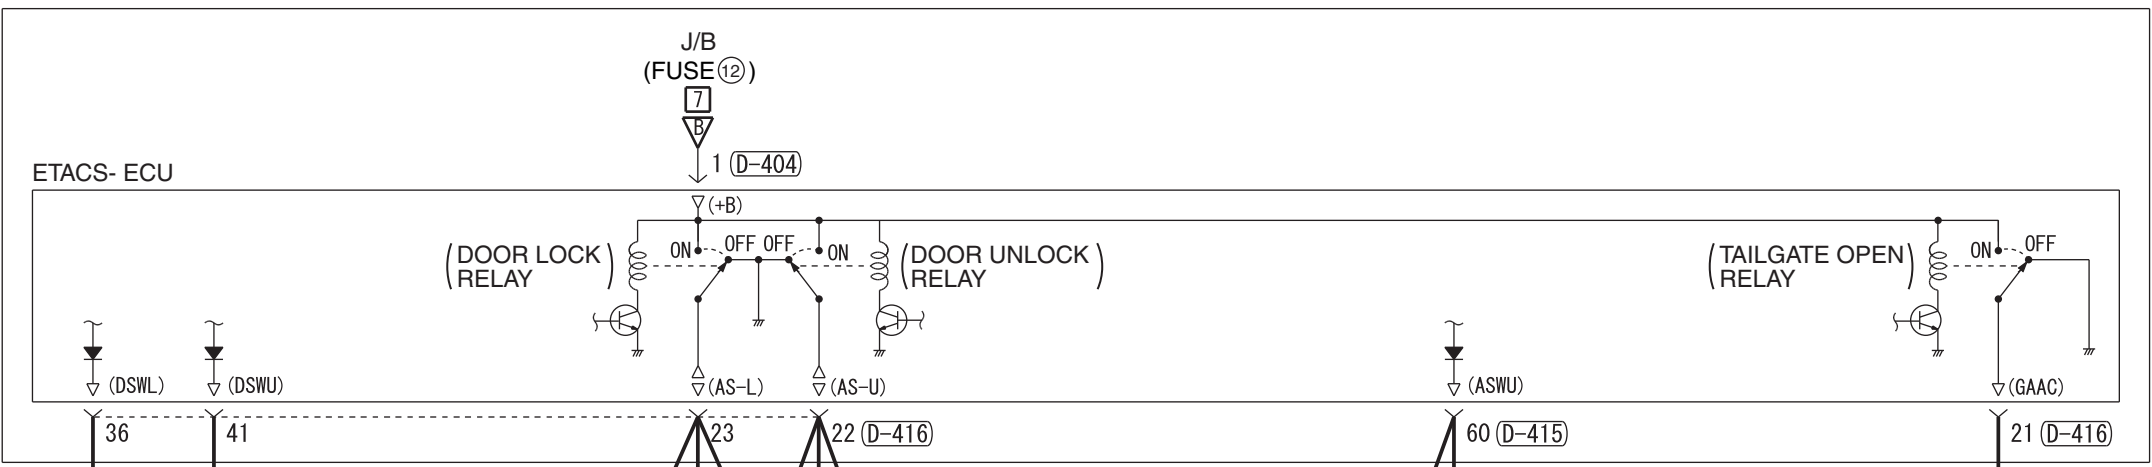 J/B
(FUSE⑫)
7
B
1 D-404
ETACS- ECU
(+B)
ON OFF OFF ON ON OFF
(DOOR LOCK RELAY)
(DOOR UNLOCK RELAY)
(TAILGATE OPEN RELAY)
(DSWL) (DSWU) (AS-L) (AS-U) (ASWU) (GAAC)
36 41 23 22 D-416 60 D-415 21 D-416